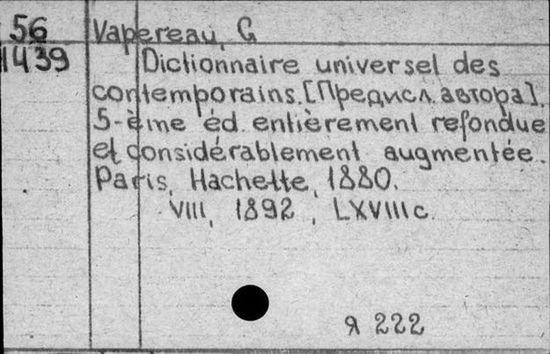 56 Vapereau, G
1439 Dictionnaire universel des
contemporains. [Предисл. автора].
5-ème éd. entièrement refondue
et considérablement augmentée.
Paris, Hachette, 1880.
VIII, 1892, LXVIII с.
Я 222